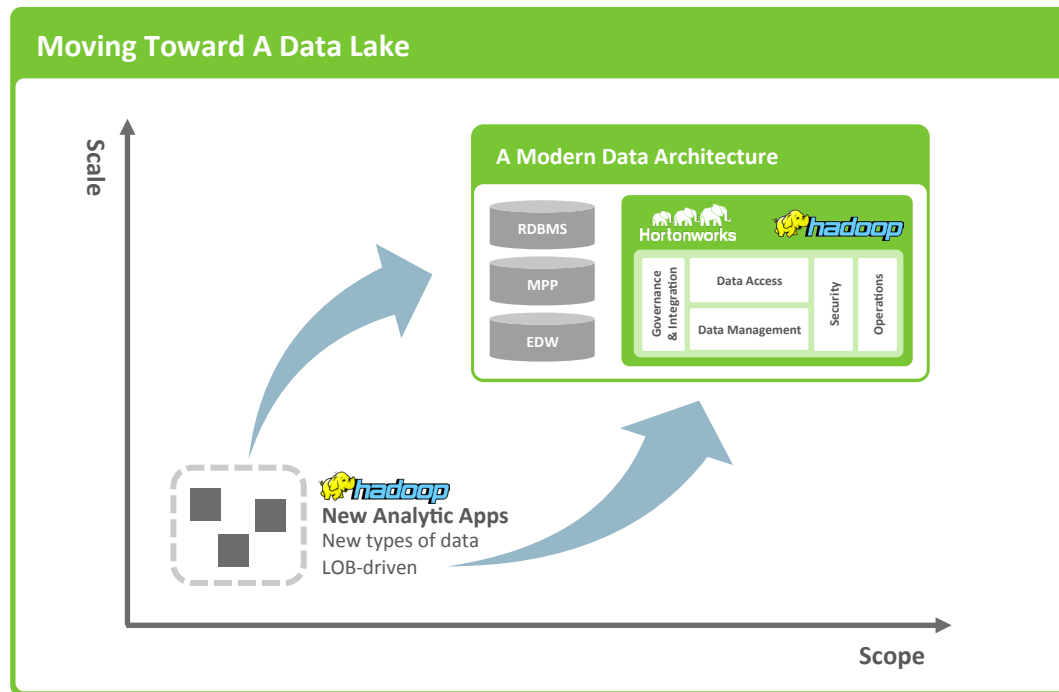 Moving Toward A Data Lake
Scale
A Modern Data Architecture
RDBMS
MPP
EDW
Hortonworks
hadoop
Governance
& Integration
Data Access
Data Management
Security
Operations
hadoop
New Analytic Apps
New types of data
LOB-driven
Scope